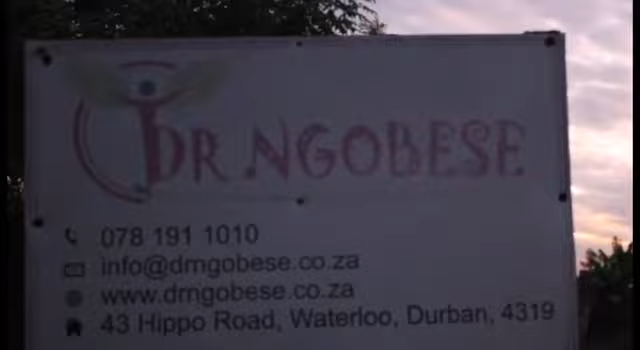 DR NGOBESE
078 191 1010
info@drngobese.co.za
www.drngobese.co.za
43 Hippo Road, Waterloo, Durban, 4319